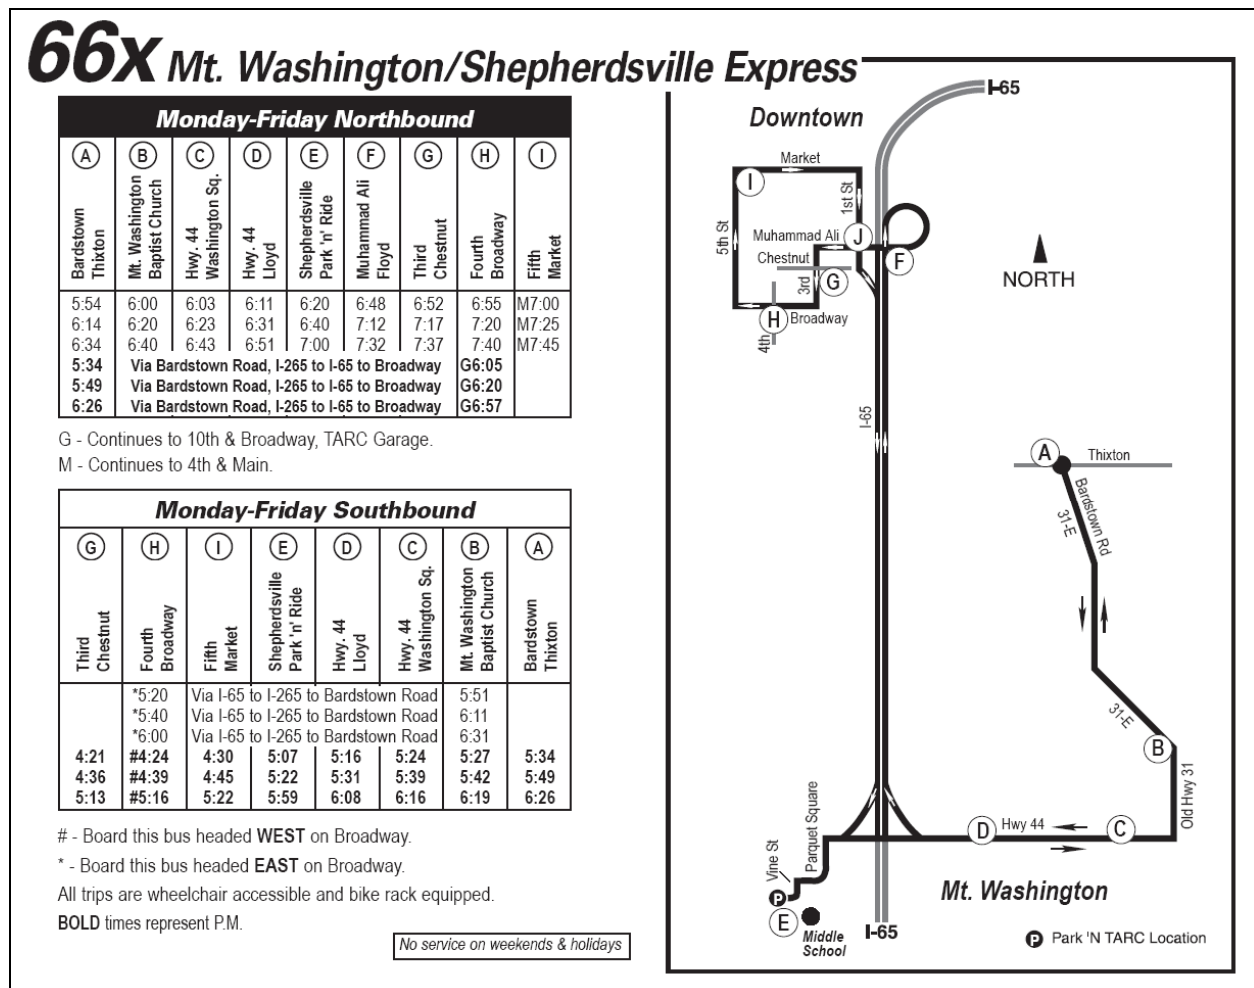 66x Mt. Washington/Shepherdsville Express
Monday-Friday Northbound
A B C D E F G H I
Bardstown Thixton
Mt. Washington Baptist Church
Hwy. 44 Washington Sq.
Hwy. 44 Lloyd
Shepherdsville Park 'n' Ride
Muhammad Ali Floyd
Third Chestnut
Fourth Broadway
Fifth Market
5:54 6:00 6:03 6:11 6:20 6:48 6:52 6:55 M7:00
6:14 6:20 6:23 6:31 6:40 7:12 7:17 7:20 M7:25
6:34 6:40 6:43 6:51 7:00 7:32 7:37 7:40 M7:45
5:34 Via Bardstown Road, I-265 to I-65 to Broadway G6:05
5:49 Via Bardstown Road, I-265 to I-65 to Broadway G6:20
6:26 Via Bardstown Road, I-265 to I-65 to Broadway G6:57
G - Continues to 10th & Broadway, TARC Garage.
M - Continues to 4th & Main.
Monday-Friday Southbound
G H I E D C B A
Third Chestnut
Fourth Broadway
Fifth Market
Shepherdsville Park 'n' Ride
Hwy. 44 Lloyd
Hwy. 44 Washington Sq.
Mt. Washington Baptist Church
Bardstown Thixton
*5:20 Via I-65 to I-265 to Bardstown Road 5:51
*5:40 Via I-65 to I-265 to Bardstown Road 6:11
*6:00 Via I-65 to I-265 to Bardstown Road 6:31
4:21 #4:24 4:30 5:07 5:16 5:24 5:27 5:34
4:36 #4:39 4:45 5:22 5:31 5:39 5:42 5:49
5:13 #5:16 5:22 5:59 6:08 6:16 6:19 6:26
# - Board this bus headed WEST on Broadway.
* - Board this bus headed EAST on Broadway.
All trips are wheelchair accessible and bike rack equipped.
BOLD times represent P.M.
No service on weekends & holidays
I-65
Downtown
Market
I
1st St
5th St
Muhammad Ali
J
F
Chestnut
3rd
G
H
Broadway
4th
NORTH
I-65
A
Thixton
Bardstown Rd
31-E
31-E
B
Old Hwy 31
D
Hwy 44
C
Parquet Square
Vine St
P
E
Middle
School
I-65
Mt. Washington
P Park 'N TARC Location